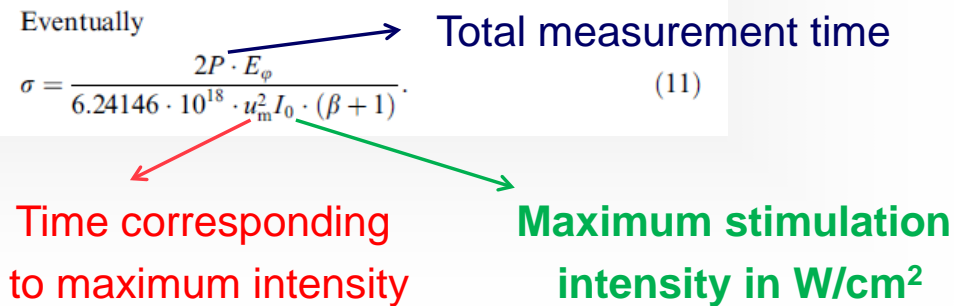 Eventually
Total measurement time
σ = 2P · E_φ / 6.24146 · 10^18 · u_m^2 I_0 · (β + 1) . (11)
Time corresponding
to maximum intensity
Maximum stimulation
intensity in W/cm²